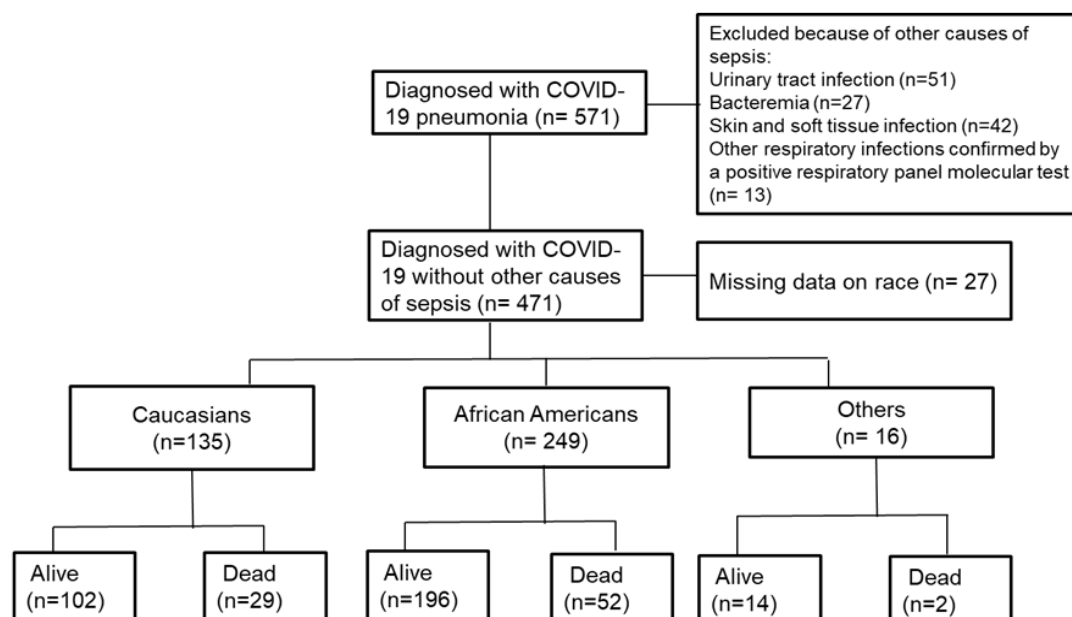 Excluded because of other causes of
sepsis:
Urinary tract infection (n=51)
Bacteremia (n=27)
Skin and soft tissue infection (n=42)
Other respiratory infections confirmed by
a positive respiratory panel molecular test
(n= 13)
Diagnosed with COVID-
19 pneumonia (n= 571)
Diagnosed with COVID-
19 without other causes
of sepsis (n= 471)
Missing data on race (n= 27)
Caucasians
(n=135)
African Americans
(n= 249)
Others
(n= 16)
Alive
(n=102)
Dead
(n=29)
Alive
(n=196)
Dead
(n=52)
Alive
(n=14)
Dead
(n=2)